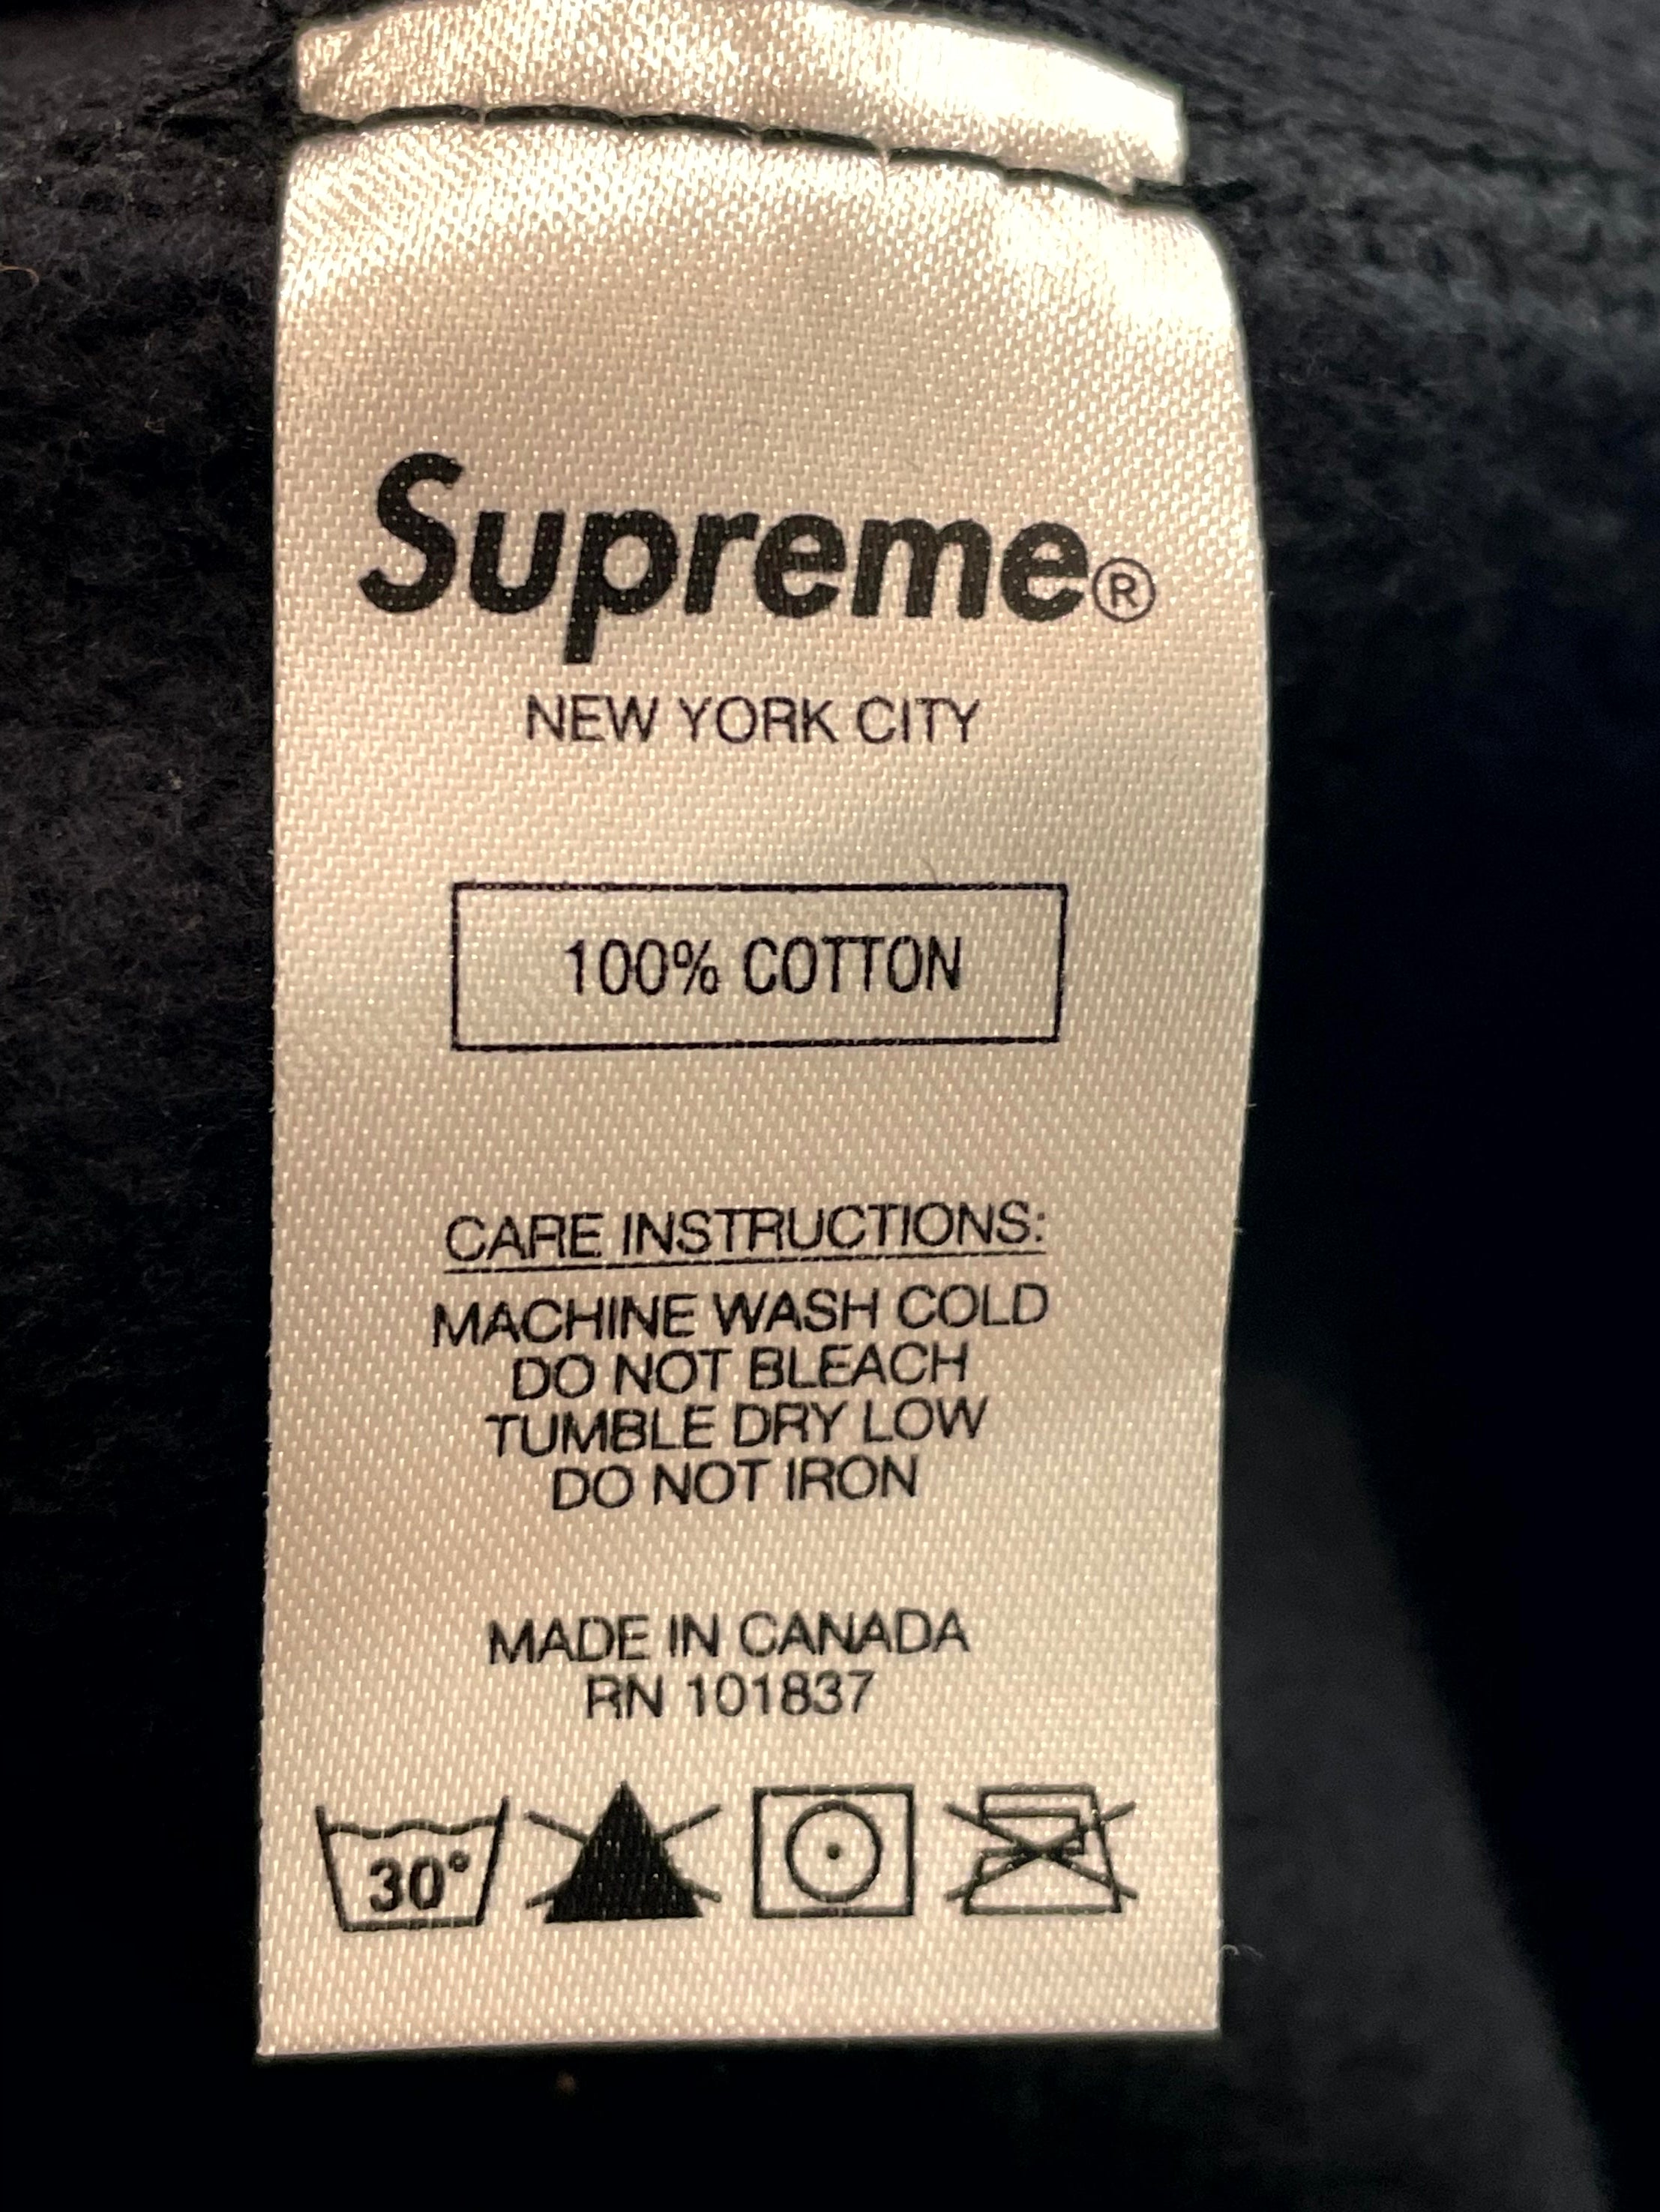 Supreme®
NEW YORK CITY
100% COTTON
CARE INSTRUCTIONS:
MACHINE WASH COLD
DO NOT BLEACH
TUMBLE DRY LOW
DO NOT IRON
MADE IN CANADA
RN 101837
30°